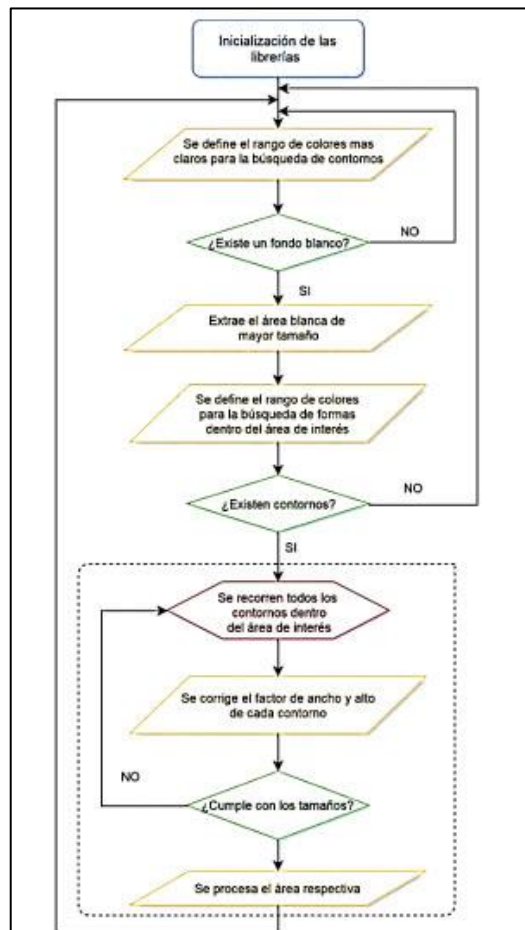 Inicialización de las
librerías
Se define el rango de colores mas
claros para la búsqueda de contornos
¿Existe un fondo blanco?
NO
SI
Extrae el área blanca de
mayor tamaño
Se define el rango de colores
para la búsqueda de formas
dentro del área de interés
¿Existen contornos?
NO
SI
Se recorren todos los
contornos dentro
del área de interés
Se corrige el factor de ancho y alto
de cada contorno
NO
¿Cumple con los tamaños?
Se procesa el área respectiva